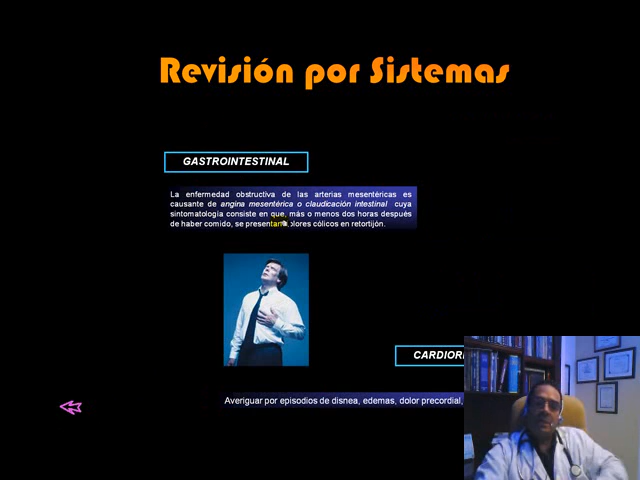 Revisión por Sistemas
GASTROINTESTINAL
La enfermedad obstructiva de las arterias mesentéricas es
causante de angina mesentérica o claudicación intestinal cuya
sintomatología consiste en que, más o menos dos horas después
de haber comido, se presentan dolores cólicos en retortijón.
Averiguar por episodios de disnea, edemas, dolor precordial,